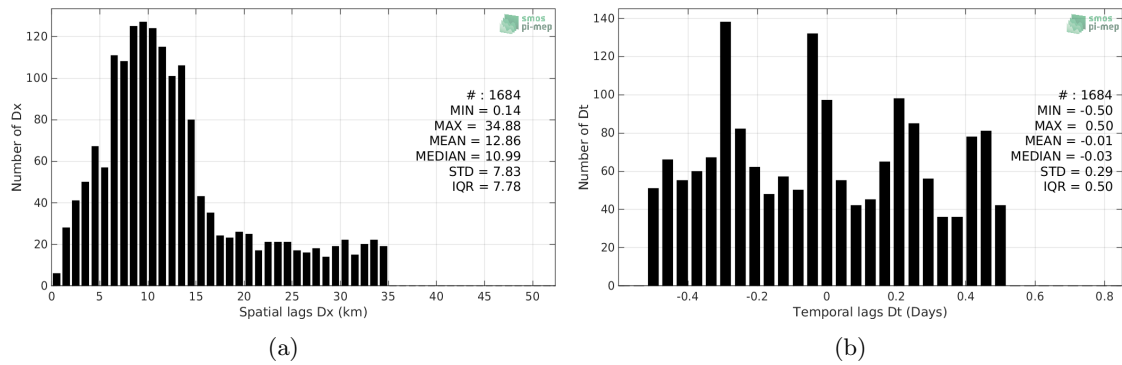 smos
pi-mep
120
100
80
60
40
20
0
Number of Dx
# : 1684
MIN = 0.14
MAX = 34.88
MEAN = 12.86
MEDIAN = 10.99
STD = 7.83
IQR = 7.78
0 5 10 15 20 25 30 35 40 45 50
Spatial lags Dx (km)
(a)
smos
pi-mep
140
120
100
80
60
40
20
0
Number of Dt
# : 1684
MIN = -0.50
MAX = 0.50
MEAN = -0.01
MEDIAN = -0.03
STD = 0.29
IQR = 0.50
-0.4 -0.2 0 0.2 0.4 0.6 0.8
Temporal lags Dt (Days)
(b)